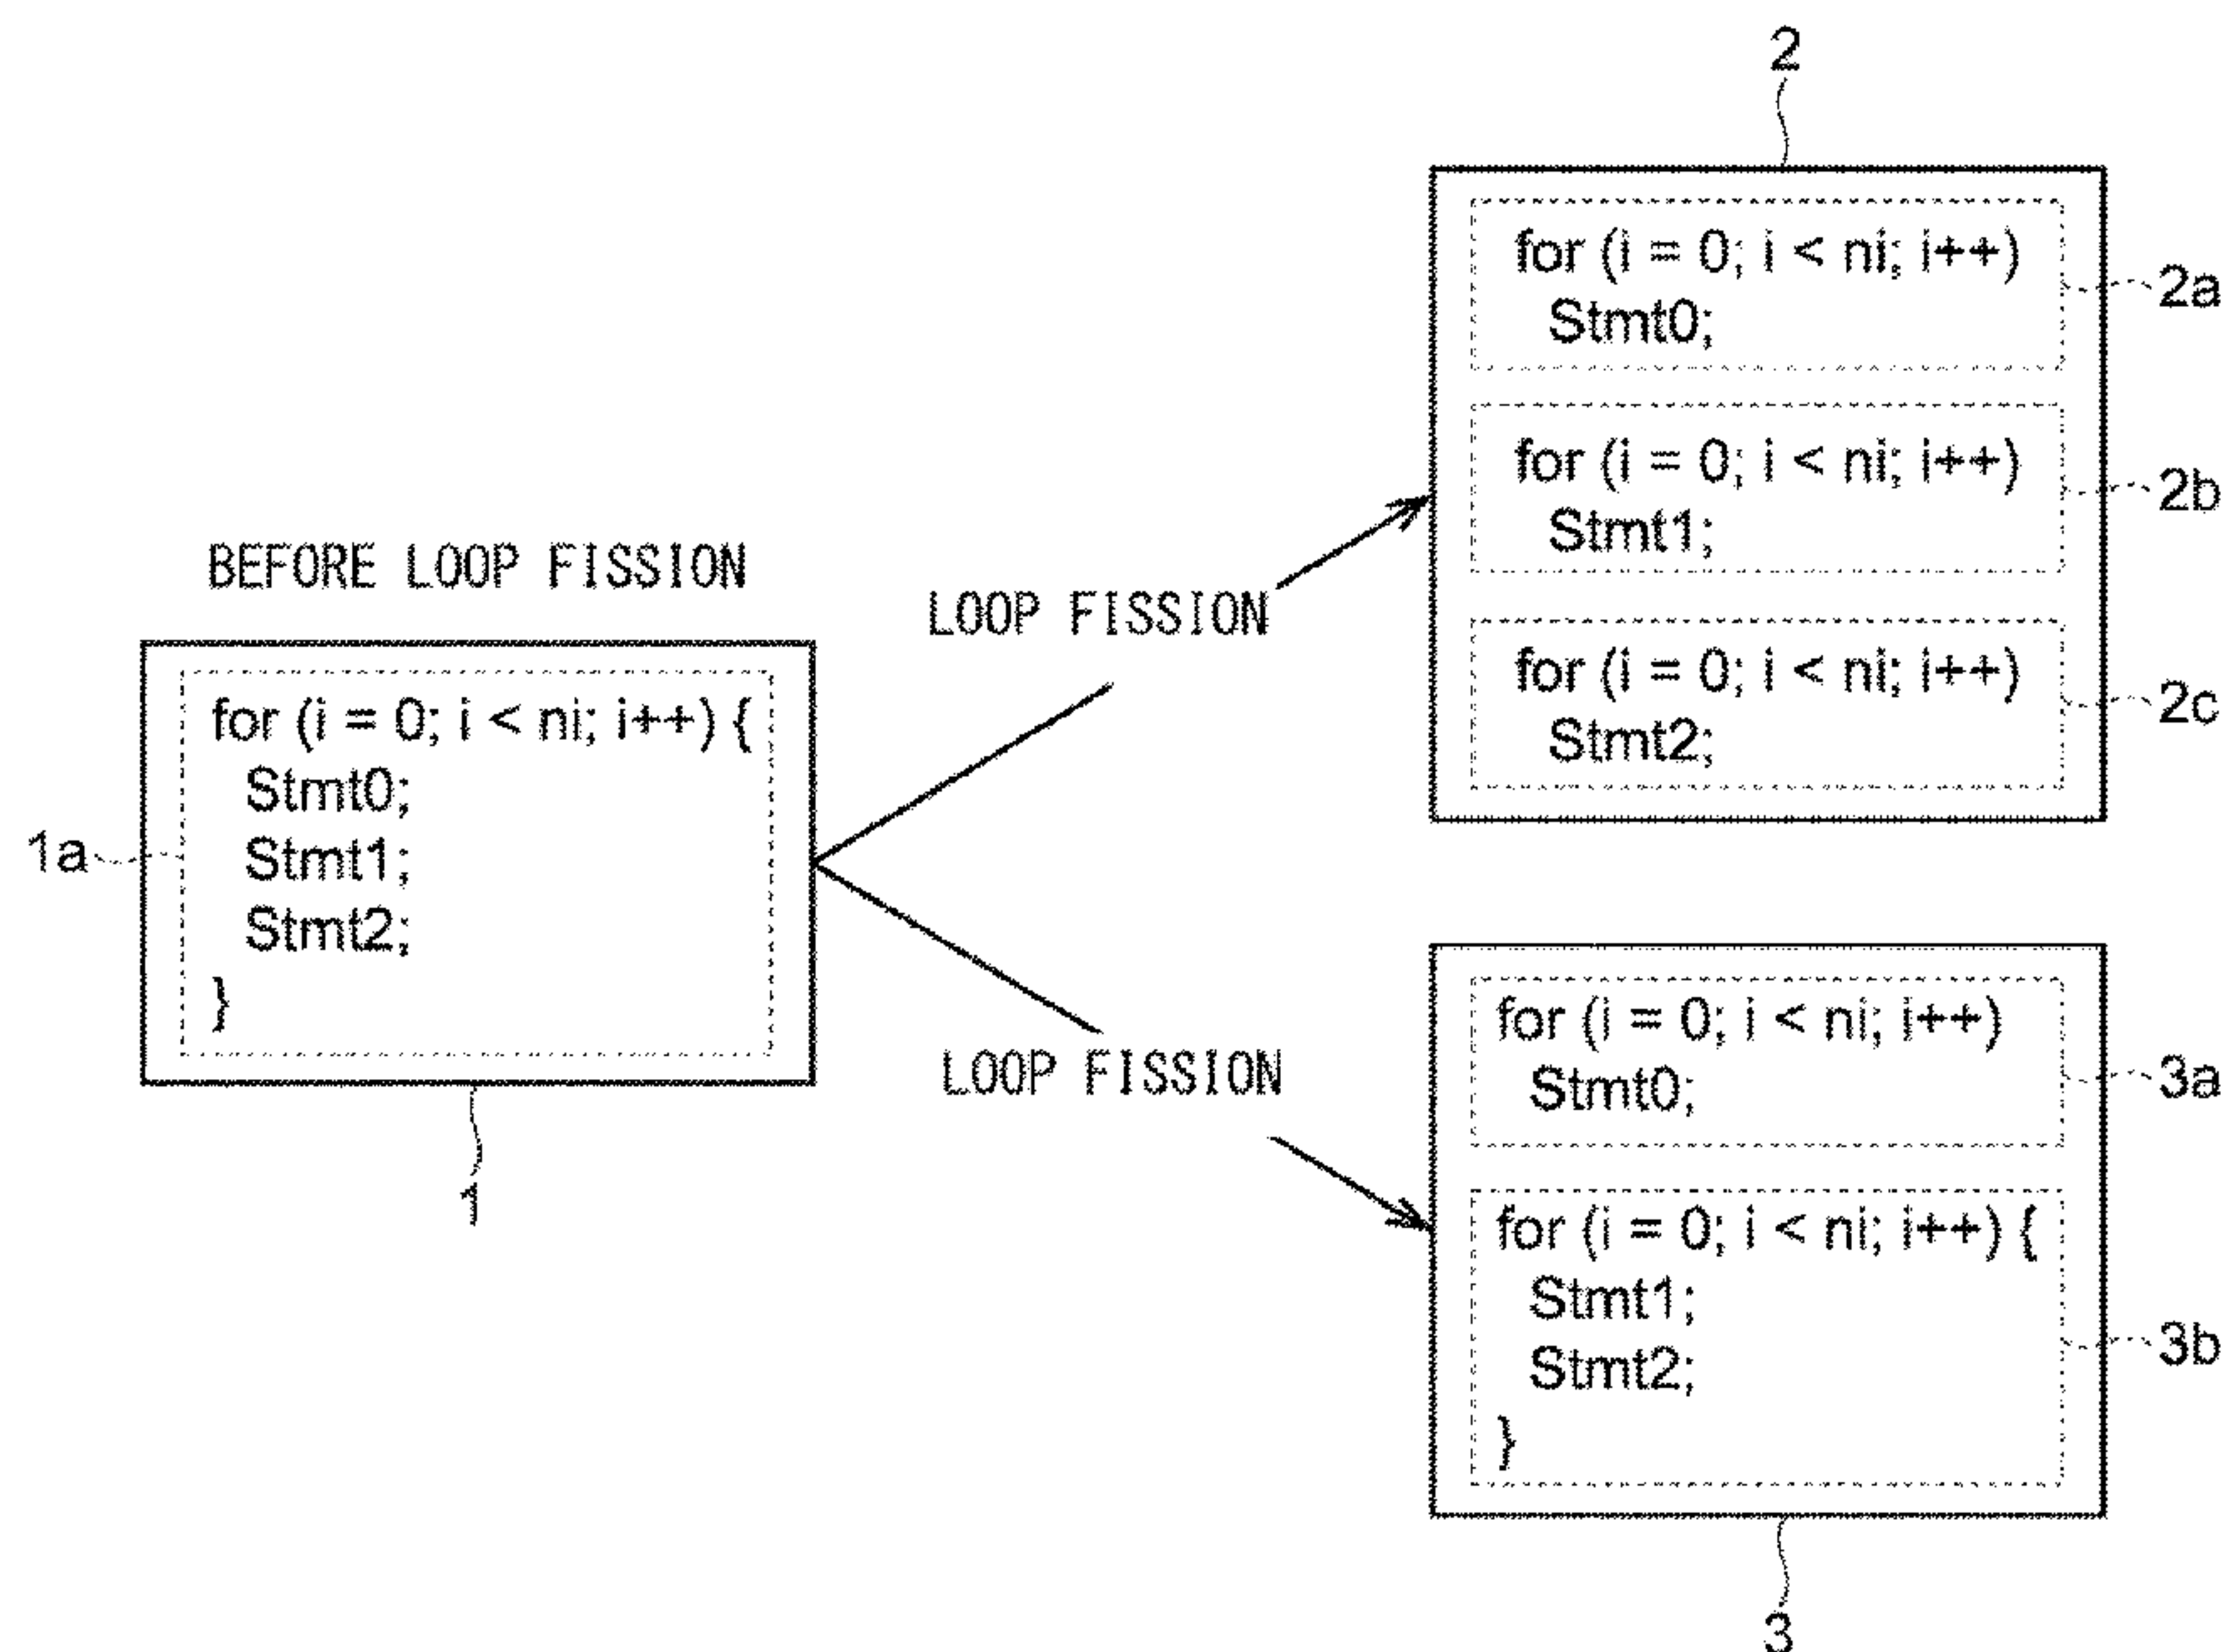 BEFORE LOOP FISSION
1a
for (i = 0; i < ni; i++) {
Stmt0;
Stmt1;
Stmt2;
}
1
LOOP FISSION
2
for (i = 0; i < ni; i++)
Stmt0;
2a
for (i = 0; i < ni; i++)
Stmt1;
2b
for (i = 0; i < ni; i++)
Stmt2;
2c
LOOP FISSION
for (i = 0; i < ni; i++)
Stmt0;
3a
for (i = 0; i < ni; i++) {
Stmt1;
Stmt2;
}
3b
3